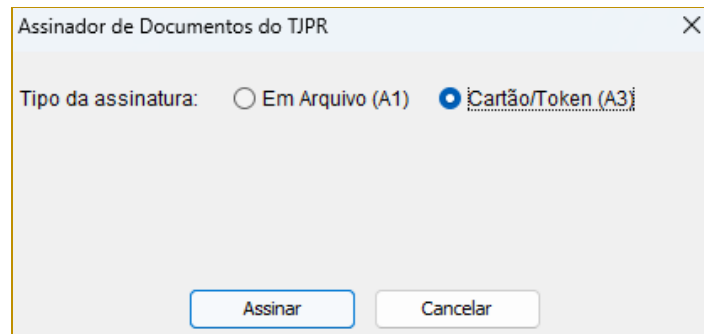 Assinador de Documentos do TJPR
Tipo da assinatura: Em Arquivo (A1) Cartão/Token (A3)
Assinar Cancelar